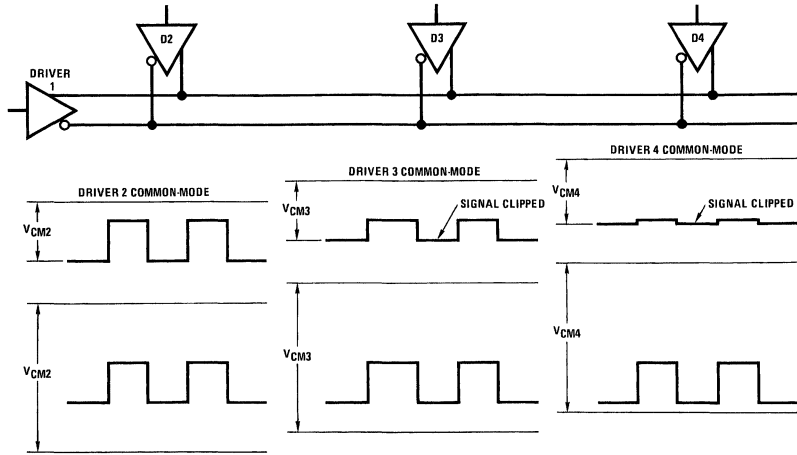 D2
D3
D4
DRIVER
1
DRIVER 2 COMMON-MODE
DRIVER 3 COMMON-MODE
DRIVER 4 COMMON-MODE
VCM2
VCM3
SIGNAL CLIPPED
VCM4
SIGNAL CLIPPED
VCM2
VCM3
VCM4